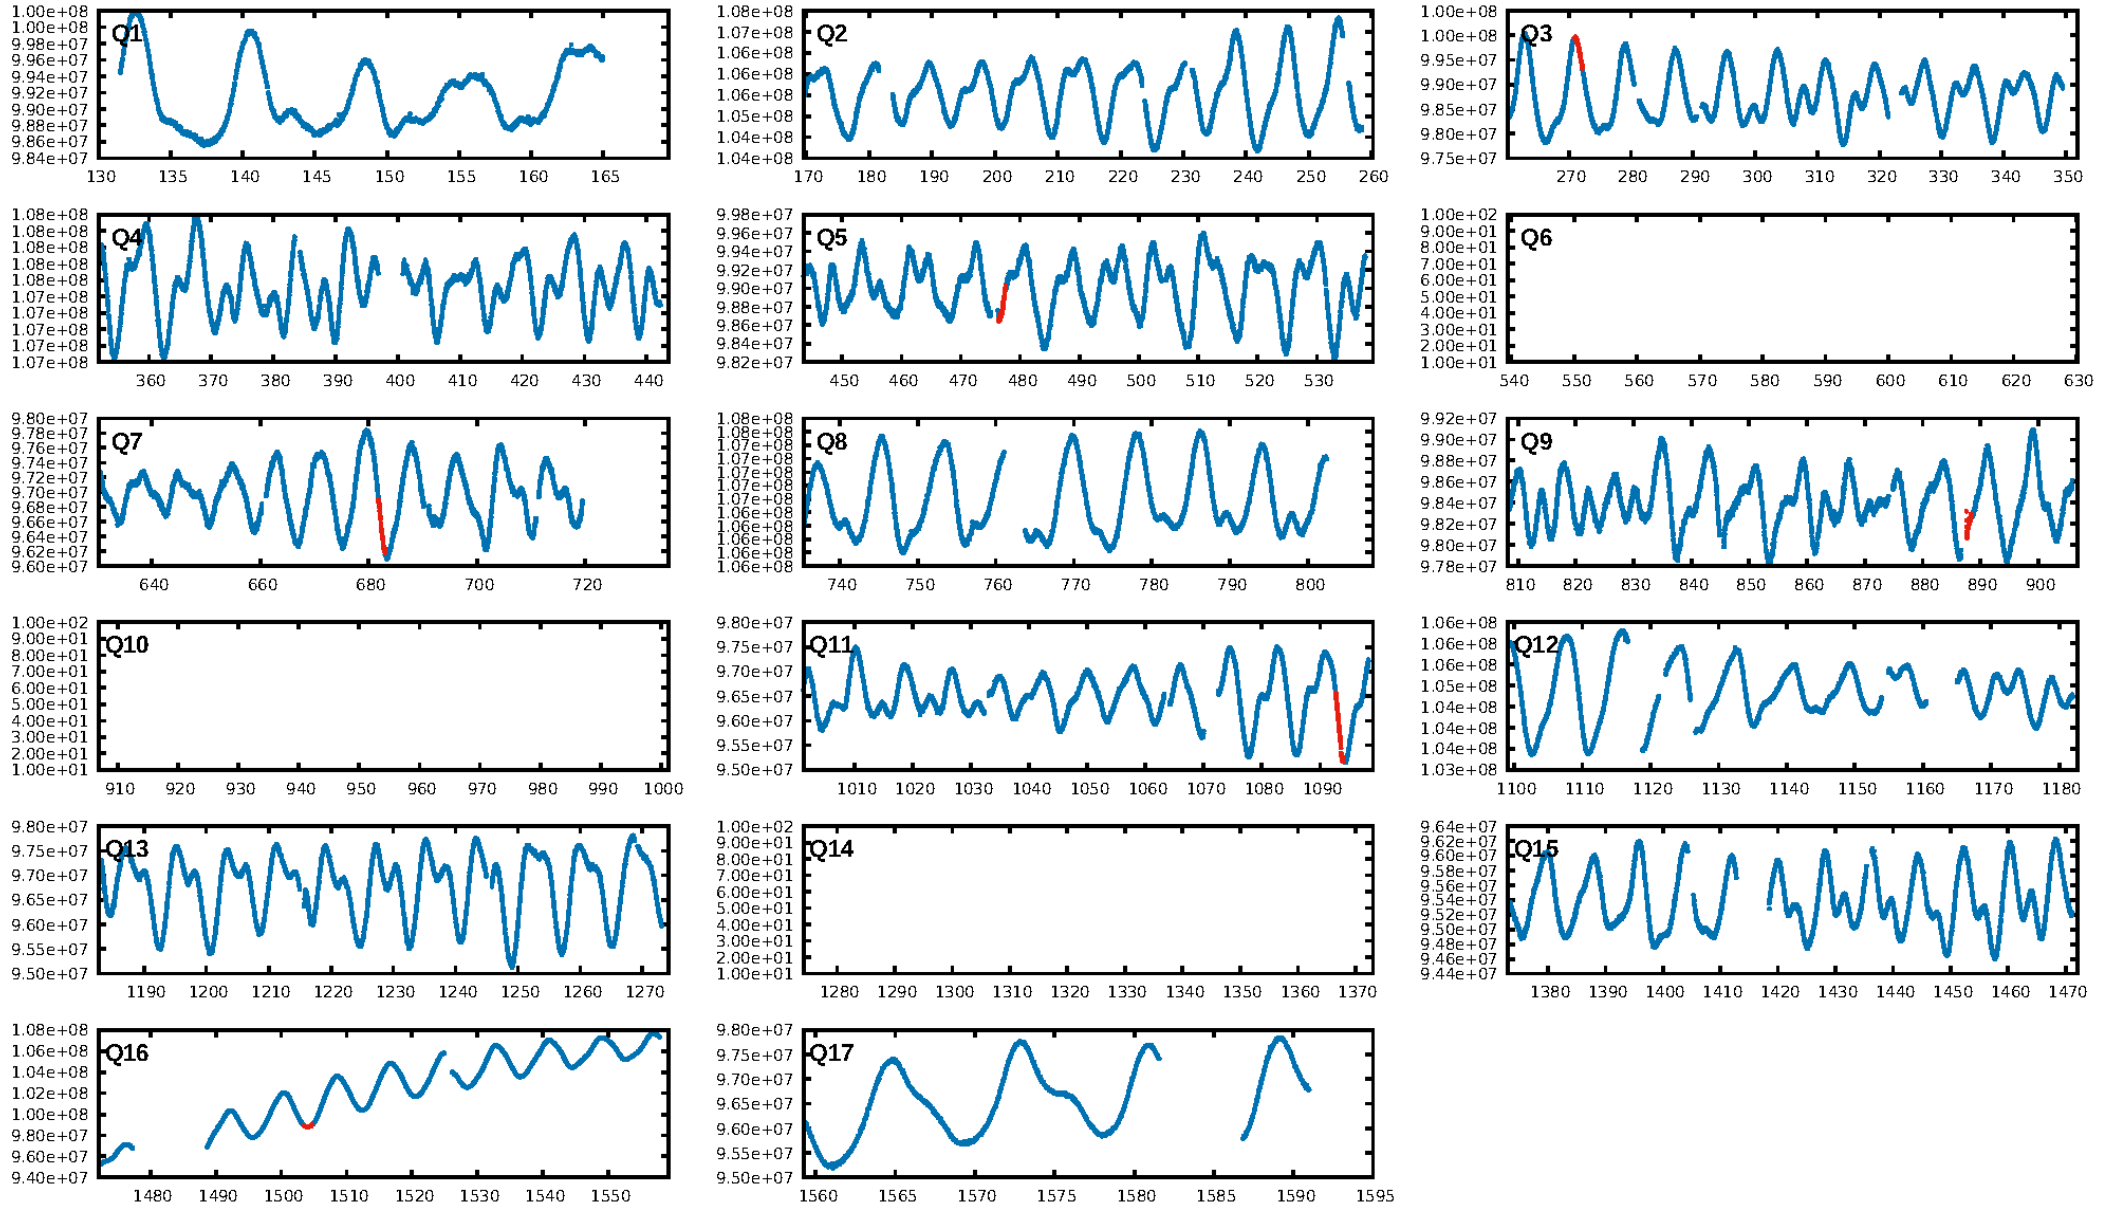 Q1
1.00e+08
9.98e+07
9.96e+07
9.94e+07
9.92e+07
9.90e+07
9.88e+07
9.86e+07
9.84e+07
130 135 140 145 150 155 160 165
Q2
1.08e+08
1.07e+08
1.06e+08
1.06e+08
1.05e+08
1.04e+08
1.04e+08
170 180 190 200 210 220 230 240 250 260
Q3
1.00e+08
1.00e+08
9.95e+07
9.90e+07
9.85e+07
9.80e+07
9.75e+07
270 280 290 300 310 320 330 340 350
Q4
1.08e+08
1.08e+08
1.08e+08
1.08e+08
1.08e+08
1.07e+08
1.07e+08
1.07e+08
1.07e+08
1.07e+08
360 370 380 390 400 410 420 430 440
Q5
9.98e+07
9.96e+07
9.94e+07
9.92e+07
9.90e+07
9.88e+07
9.86e+07
9.84e+07
9.82e+07
450 460 470 480 490 500 510 520 530
Q6
1.00e+02
9.00e+01
8.00e+01
7.00e+01
6.00e+01
5.00e+01
4.00e+01
3.00e+01
2.00e+01
1.00e+01
540 550 560 570 580 590 600 610 620 630
Q7
9.80e+07
9.78e+07
9.76e+07
9.74e+07
9.72e+07
9.70e+07
9.68e+07
9.66e+07
9.64e+07
9.62e+07
9.60e+07
640 660 680 700 720
Q8
1.08e+08
1.08e+08
1.07e+08
1.07e+08
1.07e+08
1.07e+08
1.07e+08
1.06e+08
1.06e+08
1.06e+08
1.06e+08
1.06e+08
740 750 760 770 780 790 800
Q9
9.92e+07
9.90e+07
9.88e+07
9.86e+07
9.84e+07
9.82e+07
9.80e+07
9.78e+07
810 820 830 840 850 860 870 880 890 900
Q10
1.00e+02
9.00e+01
8.00e+01
7.00e+01
6.00e+01
5.00e+01
4.00e+01
3.00e+01
2.00e+01
1.00e+01
910 920 930 940 950 960 970 980 990 1000
Q11
9.80e+07
9.75e+07
9.70e+07
9.65e+07
9.60e+07
9.55e+07
9.50e+07
1010 1020 1030 1040 1050 1060 1070 1080 1090
Q12
1.06e+08
1.06e+08
1.06e+08
1.05e+08
1.04e+08
1.04e+08
1.04e+08
1.03e+08
1100 1110 1120 1130 1140 1150 1160 1170 1180
Q13
9.80e+07
9.75e+07
9.70e+07
9.65e+07
9.60e+07
9.55e+07
9.50e+07
1190 1200 1210 1220 1230 1240 1250 1260 1270
Q14
1.00e+02
9.00e+01
8.00e+01
7.00e+01
6.00e+01
5.00e+01
4.00e+01
3.00e+01
2.00e+01
1.00e+01
1280 1290 1300 1310 1320 1330 1340 1350 1360 1370
Q15
9.64e+07
9.62e+07
9.60e+07
9.58e+07
9.56e+07
9.54e+07
9.52e+07
9.50e+07
9.48e+07
9.46e+07
9.44e+07
1380 1390 1400 1410 1420 1430 1440 1450 1460 1470
Q16
1.08e+08
1.06e+08
1.04e+08
1.02e+08
1.00e+08
9.80e+07
9.60e+07
9.40e+07
1480 1490 1500 1510 1520 1530 1540 1550
Q17
9.80e+07
9.75e+07
9.70e+07
9.65e+07
9.60e+07
9.55e+07
9.50e+07
1560 1565 1570 1575 1580 1585 1590 1595